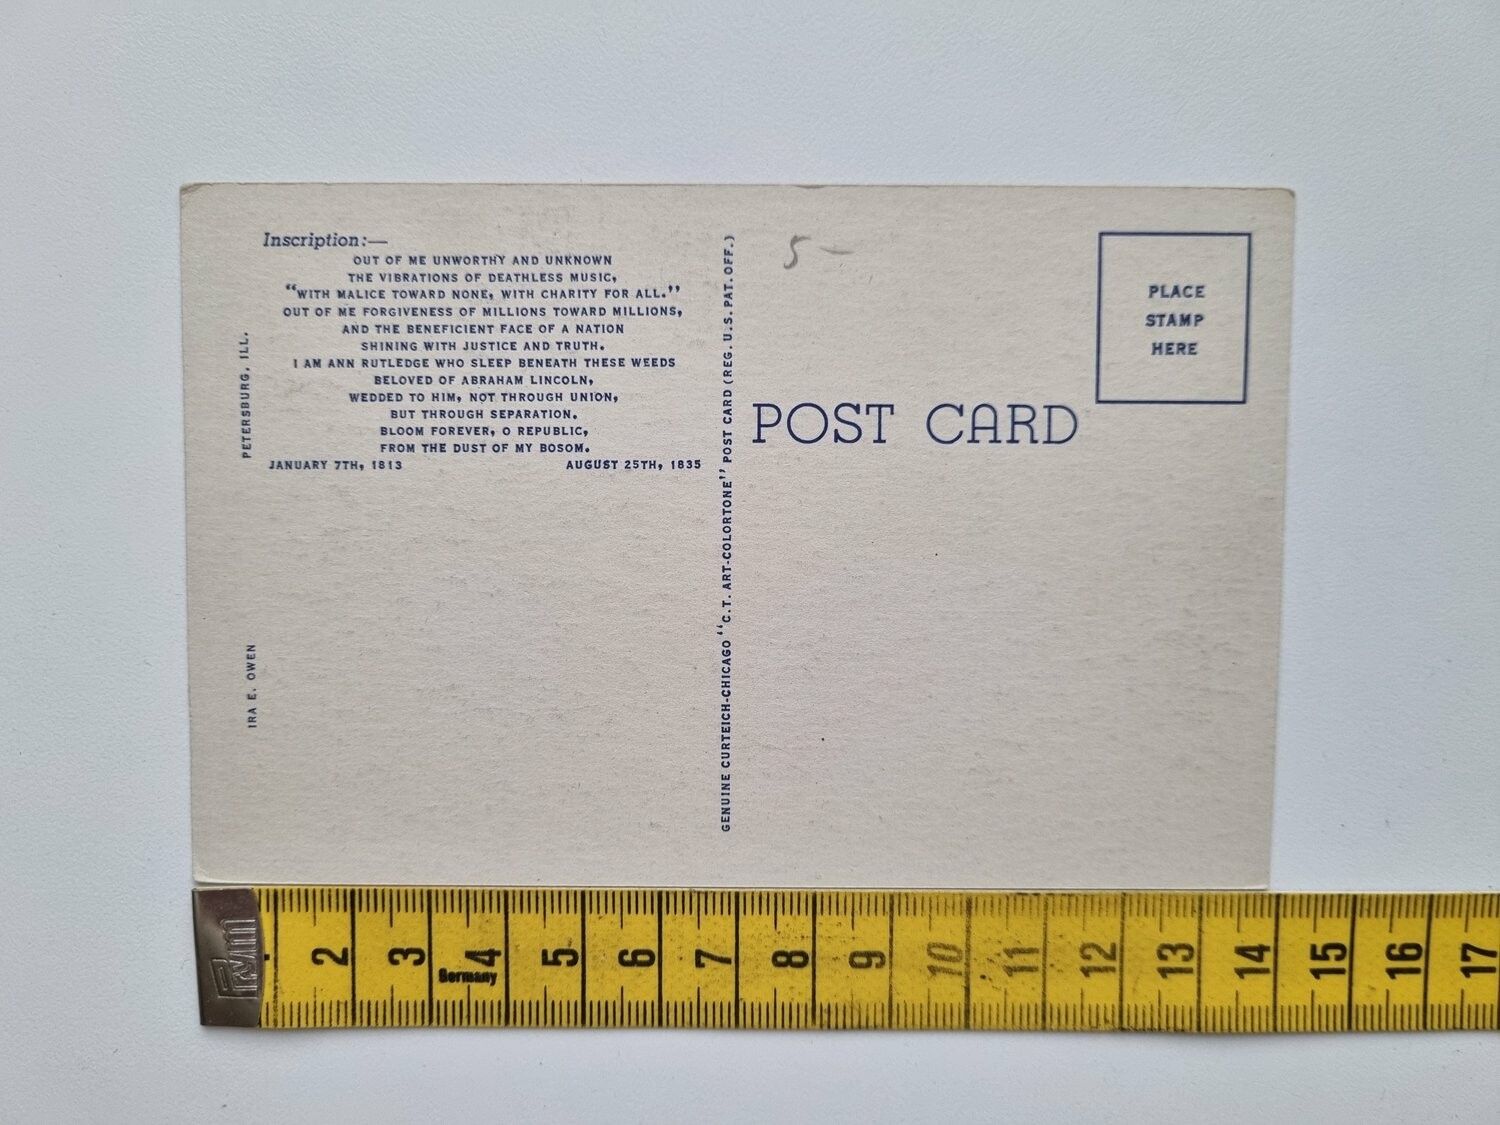 Inscription:—
OUT OF ME UNWORTHY AND UNKNOWN
THE VIBRATIONS OF DEATHLESS MUSIC,
"WITH MALICE TOWARD NONE, WITH CHARITY FOR ALL."
OUT OF ME FORGIVENESS OF MILLIONS TOWARD MILLIONS,
AND THE BENEFICIENT FACE OF A NATION
SHINING WITH JUSTICE AND TRUTH.
I AM ANN RUTLEDGE WHO SLEEP BENEATH THESE WEEDS
BELOVED OF ABRAHAM LINCOLN,
WEDDED TO HIM, NOT THROUGH UNION,
BUT THROUGH SEPARATION.
BLOOM FOREVER, O REPUBLIC,
FROM THE DUST OF MY BOSOM.
JANUARY 7TH, 1813 AUGUST 25TH, 1835
PETERSBURG, ILL.
IRA E. OWEN
GENUINE CURTEICH-CHICAGO "C.T. ART-COLORTONE" POST CARD (REG. U.S. PAT. OFF.)
5 –
POST CARD
PLACE
STAMP
HERE
Prym
2 3 4 5 6 7 8 9 10 11 12 13 14 15 16 17
Germany